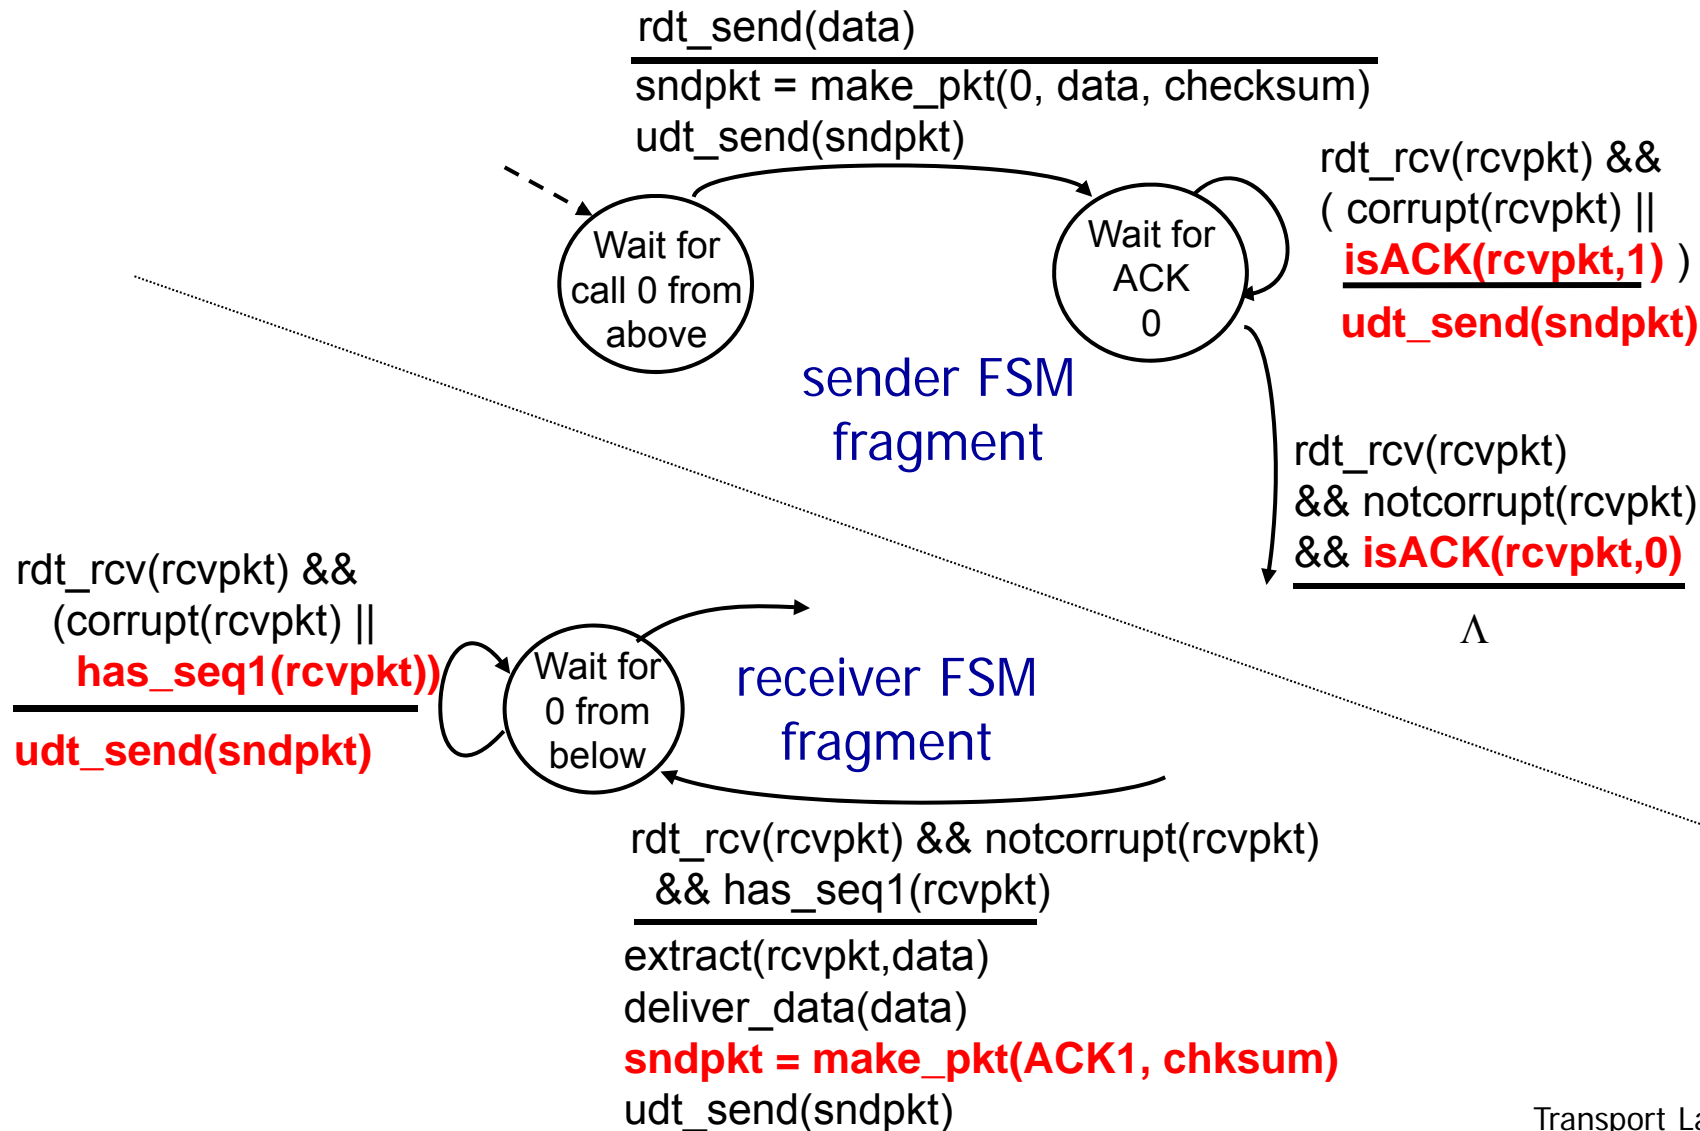 rdt_send(data)
sndpkt = make_pkt(0, data, checksum)
udt_send(sndpkt)
Wait for
call 0 from
above
Wait for
ACK
0
rdt_rcv(rcvpkt) &&
( corrupt(rcvpkt) ||
isACK(rcvpkt,1) )
udt_send(sndpkt)
sender FSM
fragment
rdt_rcv(rcvpkt)
&& notcorrupt(rcvpkt)
&& isACK(rcvpkt,0)
Λ
rdt_rcv(rcvpkt) &&
(corrupt(rcvpkt) ||
has_seq1(rcvpkt))
udt_send(sndpkt)
Wait for
0 from
below
receiver FSM
fragment
rdt_rcv(rcvpkt) && notcorrupt(rcvpkt)
&& has_seq1(rcvpkt)
extract(rcvpkt,data)
deliver_data(data)
sndpkt = make_pkt(ACK1, chksum)
udt_send(sndpkt)
Transport La